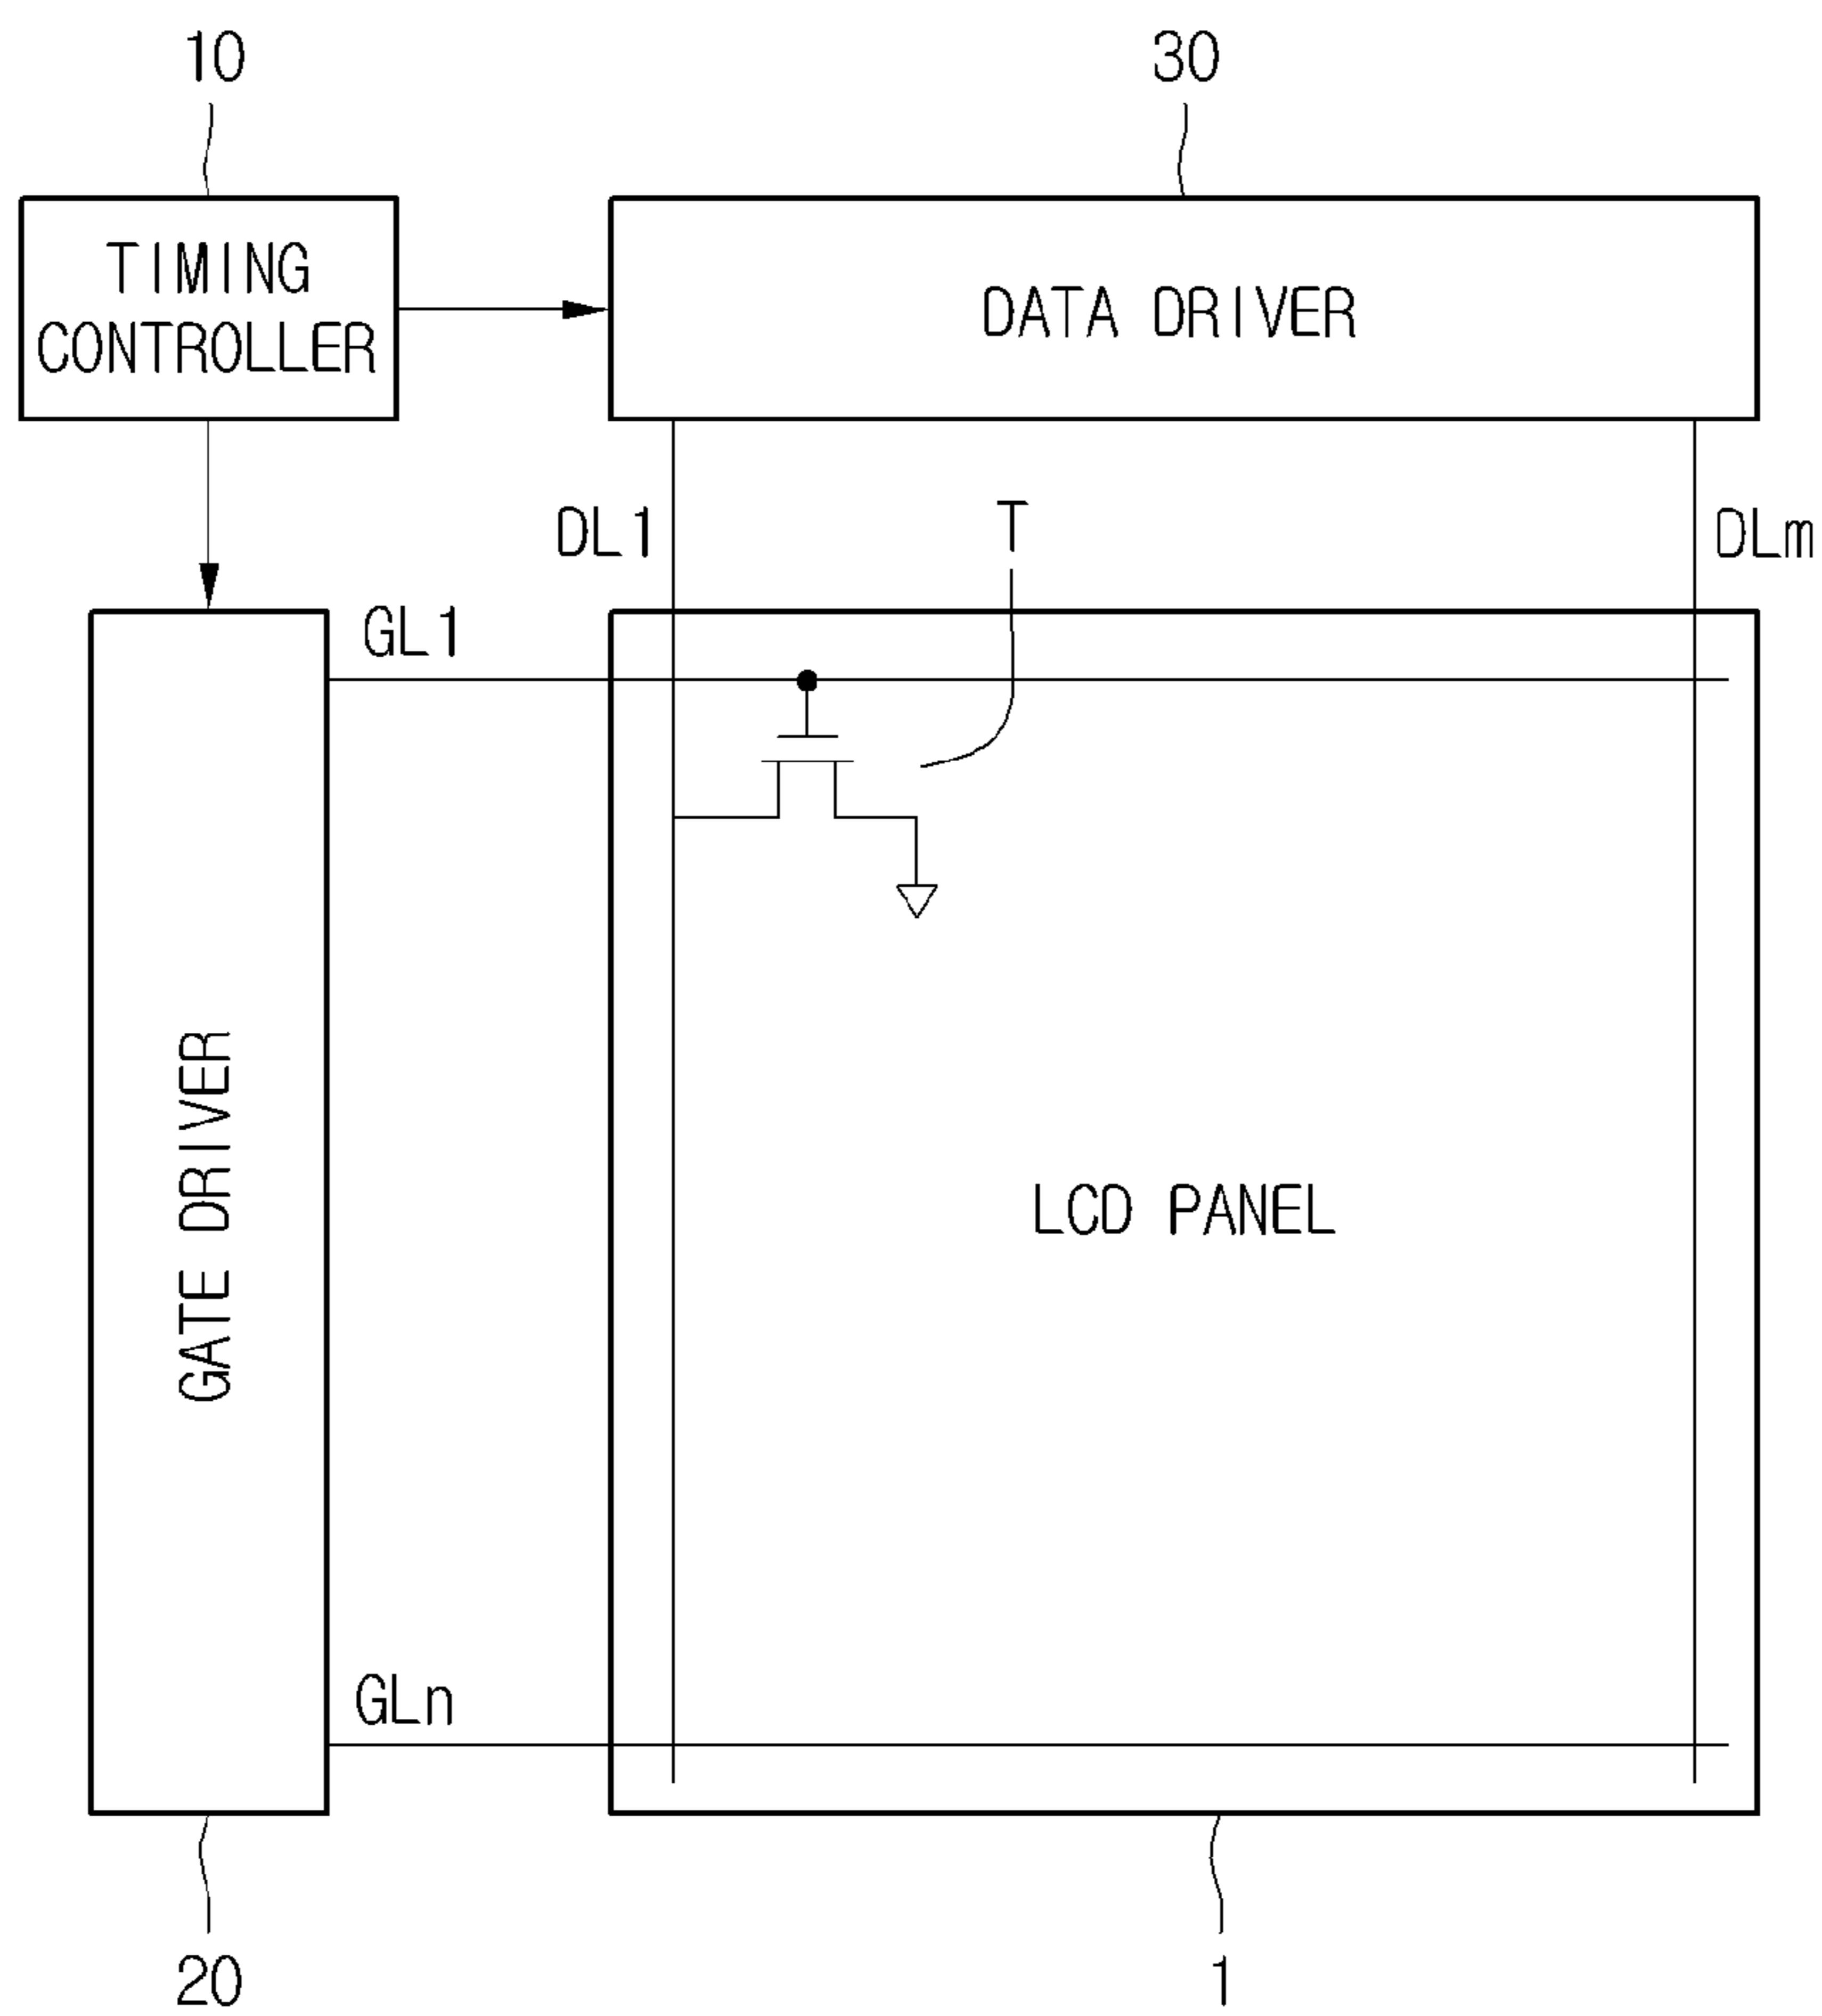 10
30
TIMING
CONTROLLER
DATA DRIVER
DL1
T
DLm
GL1
GATE DRIVER
LCD PANEL
GLn
20
1